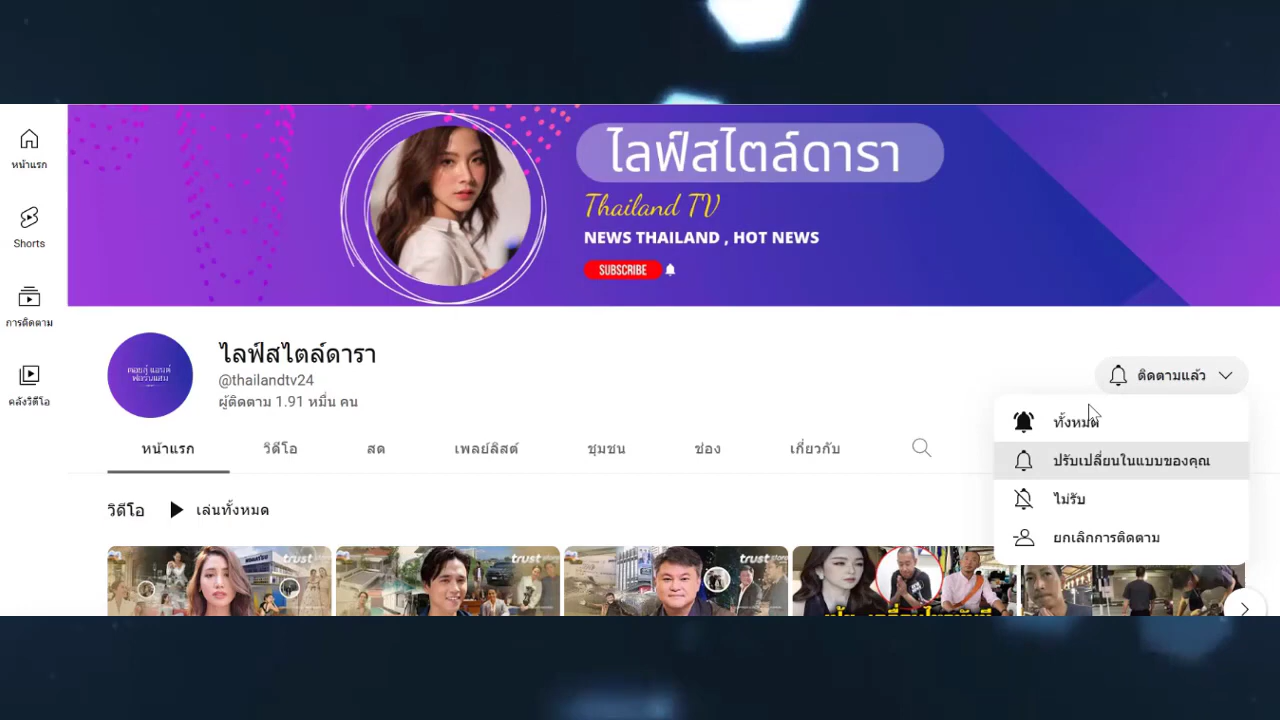 หน้าแรก
Shorts
การติดตาม
คลังวิดีโอ
ไลฟ์สไตล์ดารา
Thailand TV
NEWS THAILAND , HOT NEWS
SUBSCRIBE
ไลฟ์สไตล์ดารา
@thailandtv24
ผู้ติดตาม 1.91 หมื่น คน
ติดตามแล้ว
ทั้งหมด
ปรับเปลี่ยนในแบบของคุณ
ไม่รับ
ยกเลิกการติดตาม
หน้าแรก
วิดีโอ
สด
เพลย์ลิสต์
ชุมชน
ช่อง
เกี่ยวกับ
วิดีโอ
เล่นทั้งหมด
trust
trust
trust